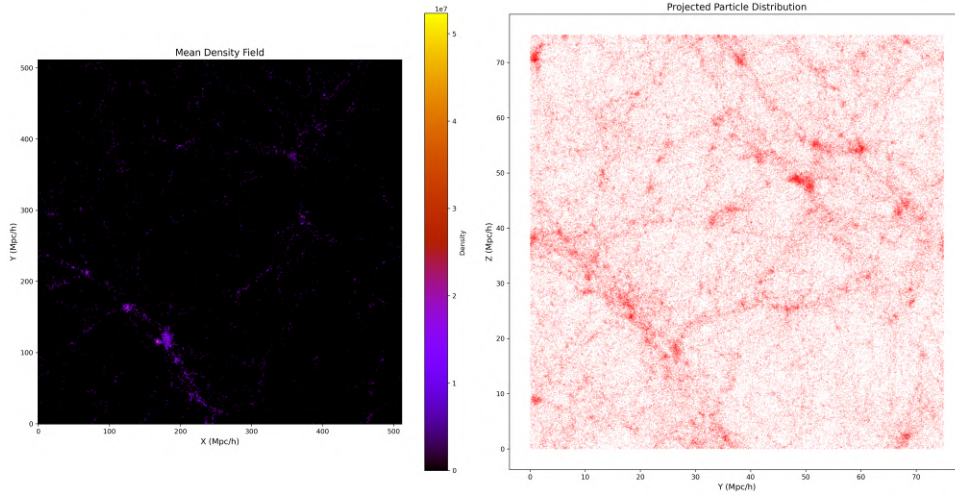 Mean Density Field
500
400
300
200
100
0
0 100 200 300 400 500
Y (Mpc/h)
X (Mpc/h)
1e7
5
4
3
2
1
0
Density
Projected Particle Distribution
70
60
50
40
30
20
10
0
0 10 20 30 40 50 60 70
Z (Mpc/h)
Y (Mpc/h)